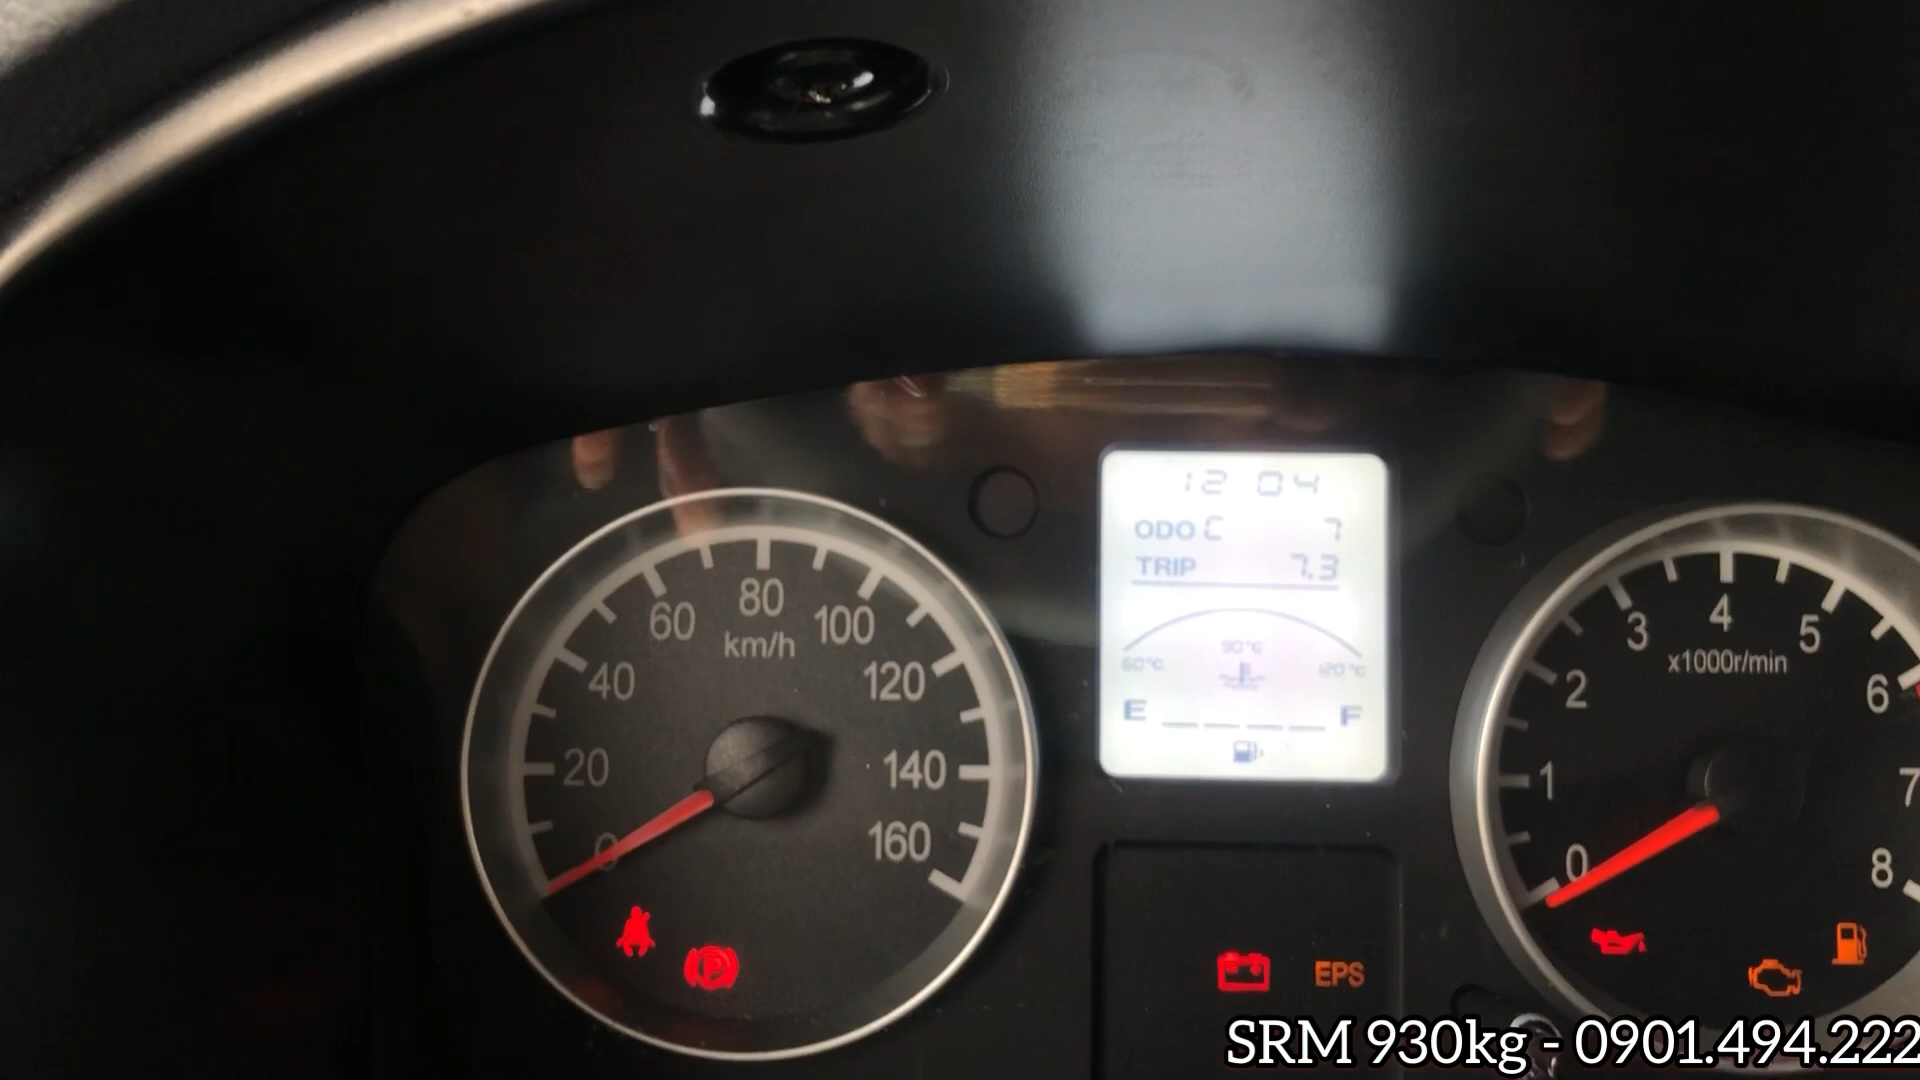 12 04
ODO C 7
TRIP 7.3
60°C 90°C 120°C
E F
0 20 40 60 80 100 120 140 160
km/h
0 1 2 3 4 5 6 7 8
x1000r/min
P
EPS
SRM 930kg - 0901.494.222